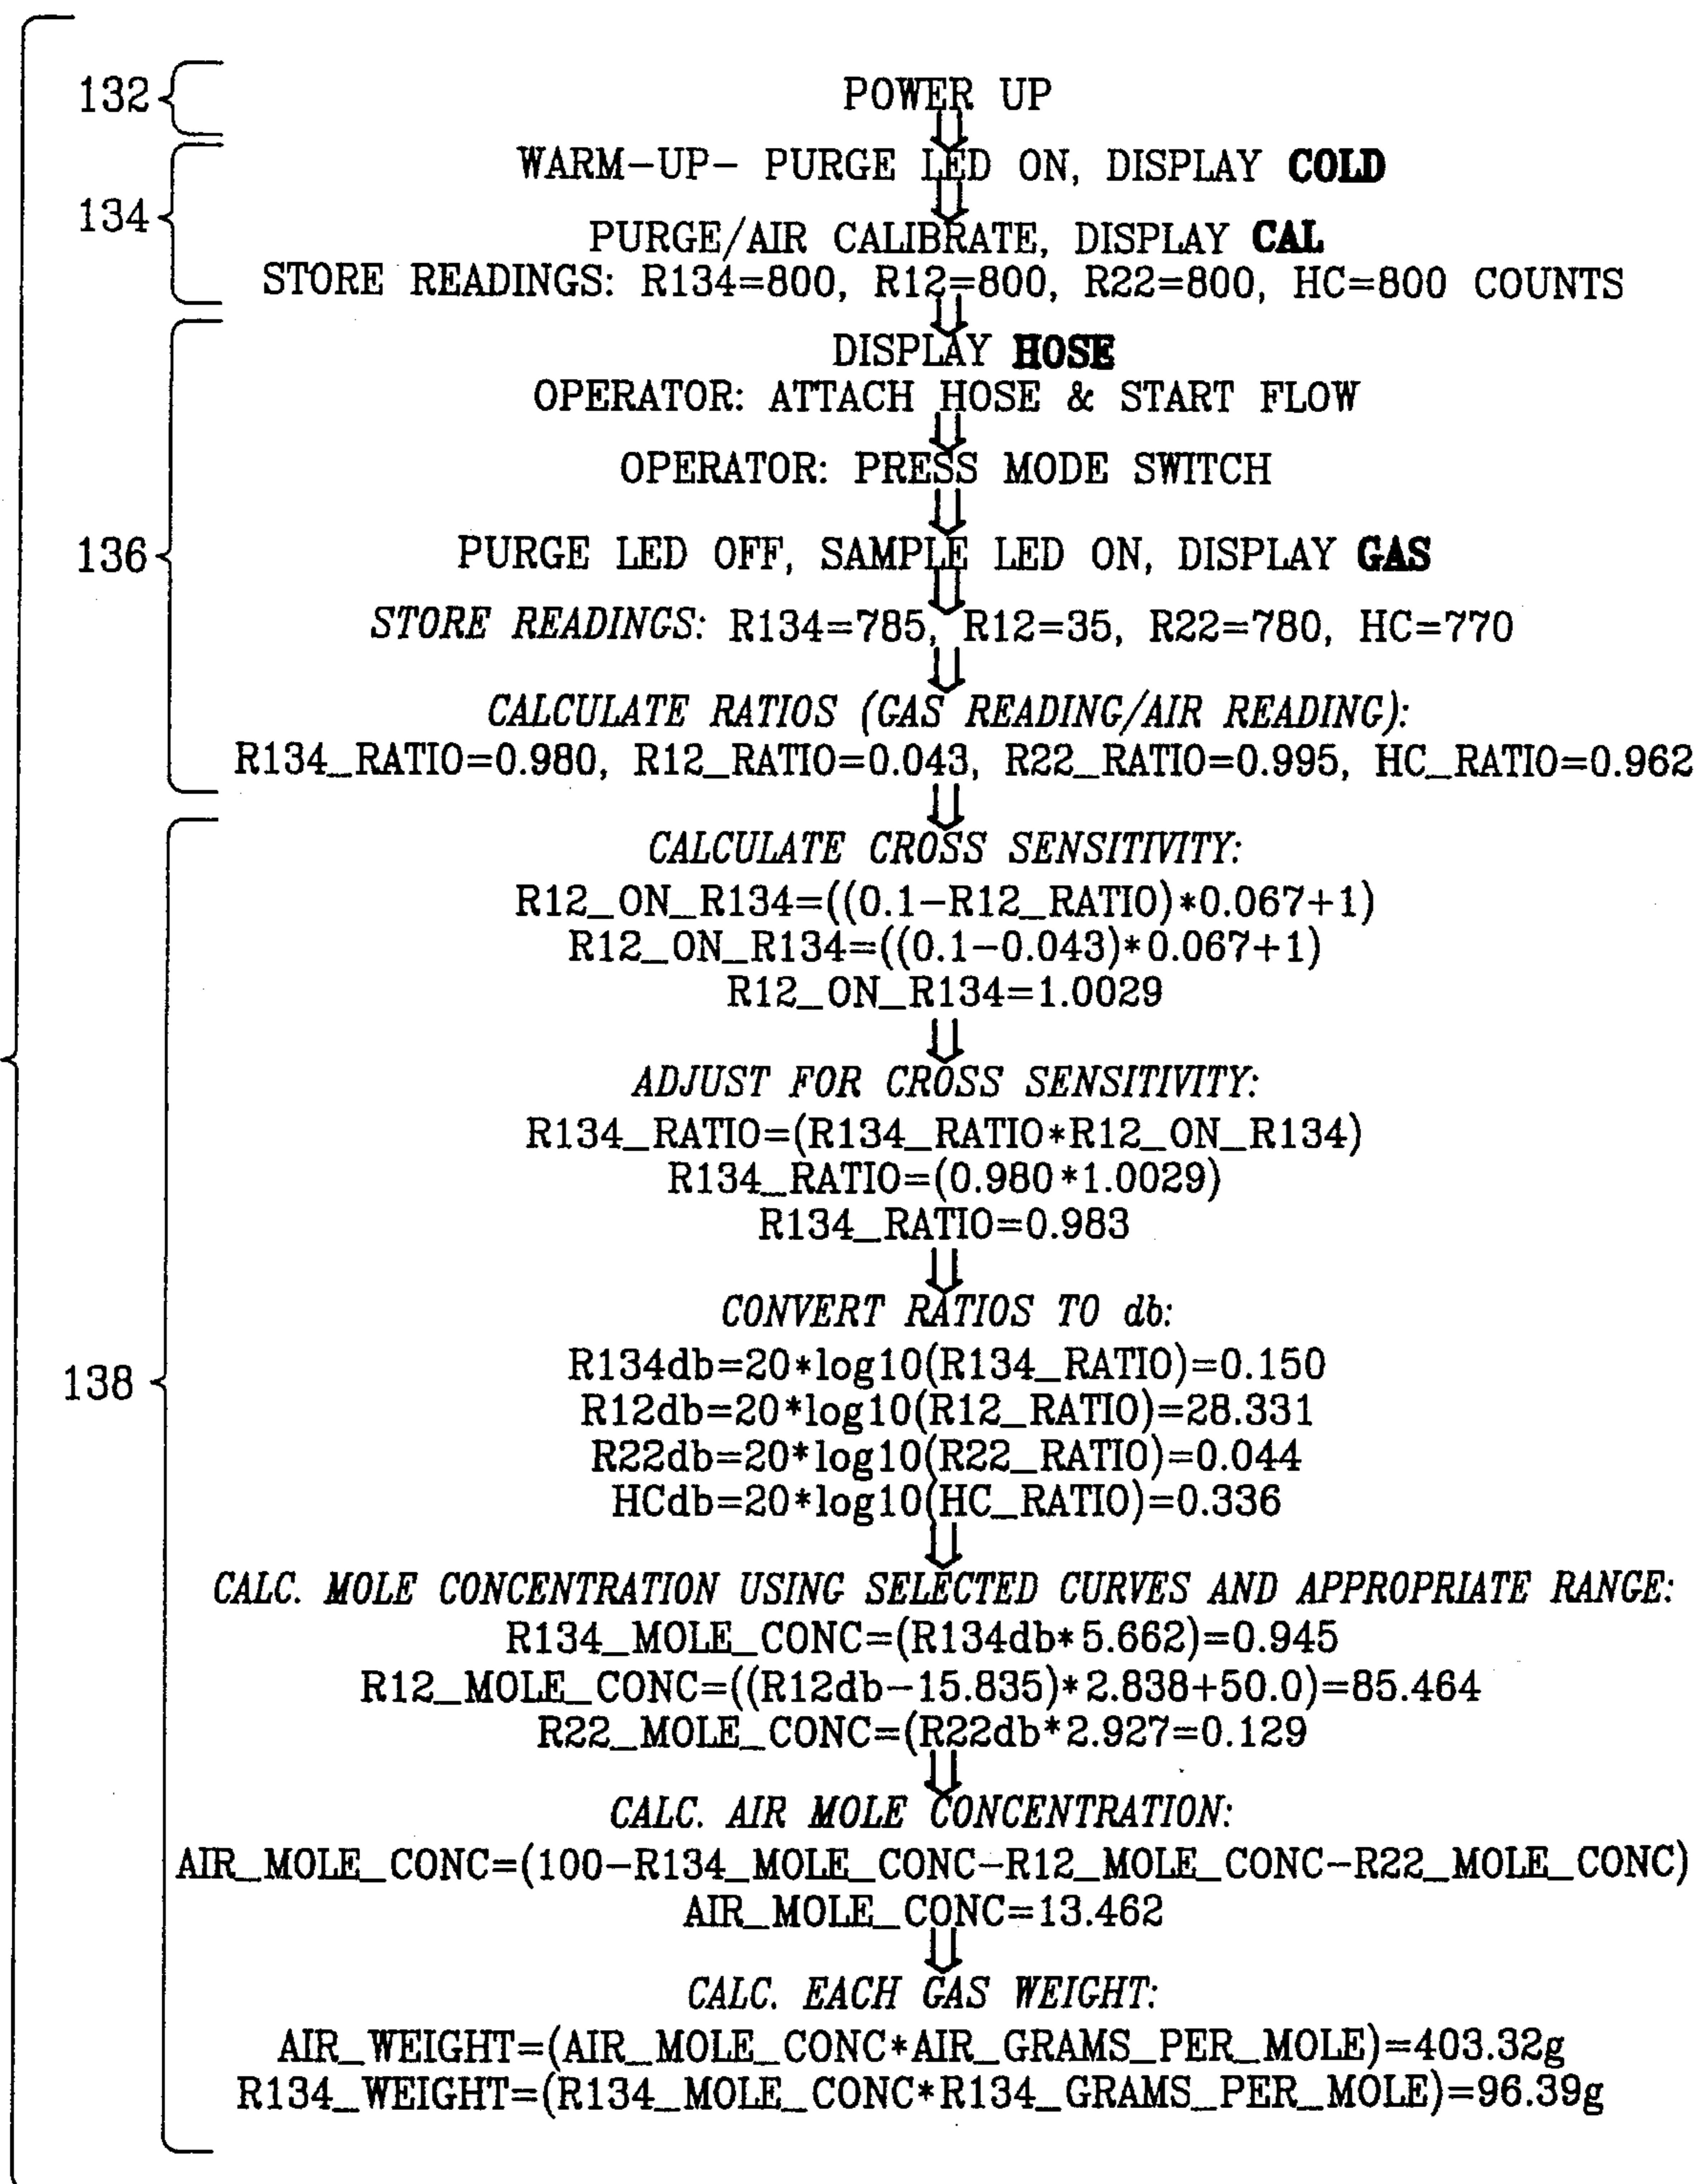 132
POWER UP
134
WARM-UP- PURGE LED ON, DISPLAY COLD
PURGE/AIR CALIBRATE, DISPLAY CAL
STORE READINGS: R134=800, R12=800, R22=800, HC=800 COUNTS
136
DISPLAY HOSE
OPERATOR: ATTACH HOSE & START FLOW
OPERATOR: PRESS MODE SWITCH
PURGE LED OFF, SAMPLE LED ON, DISPLAY GAS
STORE READINGS: R134=785, R12=35, R22=780, HC=770
CALCULATE RATIOS (GAS READING/AIR READING):
R134_RATIO=0.980, R12_RATIO=0.043, R22_RATIO=0.995, HC_RATIO=0.962
138
CALCULATE CROSS SENSITIVITY:
R12_ON_R134=((0.1-R12_RATIO)*0.067+1)
R12_ON_R134=((0.1-0.043)*0.067+1)
R12_ON_R134=1.0029
ADJUST FOR CROSS SENSITIVITY:
R134_RATIO=(R134_RATIO*R12_ON_R134)
R134_RATIO=(0.980*1.0029)
R134_RATIO=0.983
CONVERT RATIOS TO db:
R134db=20*log10(R134_RATIO)=0.150
R12db=20*log10(R12_RATIO)=28.331
R22db=20*log10(R22_RATIO)=0.044
HCdb=20*log10(HC_RATIO)=0.336
CALC. MOLE CONCENTRATION USING SELECTED CURVES AND APPROPRIATE RANGE:
R134_MOLE_CONC=(R134db*5.662)=0.945
R12_MOLE_CONC=((R12db-15.835)*2.838+50.0)=85.464
R22_MOLE_CONC=(R22db*2.927=0.129
CALC. AIR MOLE CONCENTRATION:
AIR_MOLE_CONC=(100-R134_MOLE_CONC-R12_MOLE_CONC-R22_MOLE_CONC)
AIR_MOLE_CONC=13.462
CALC. EACH GAS WEIGHT:
AIR_WEIGHT=(AIR_MOLE_CONC*AIR_GRAMS_PER_MOLE)=403.32g
R134_WEIGHT=(R134_MOLE_CONC*R134_GRAMS_PER_MOLE)=96.39g